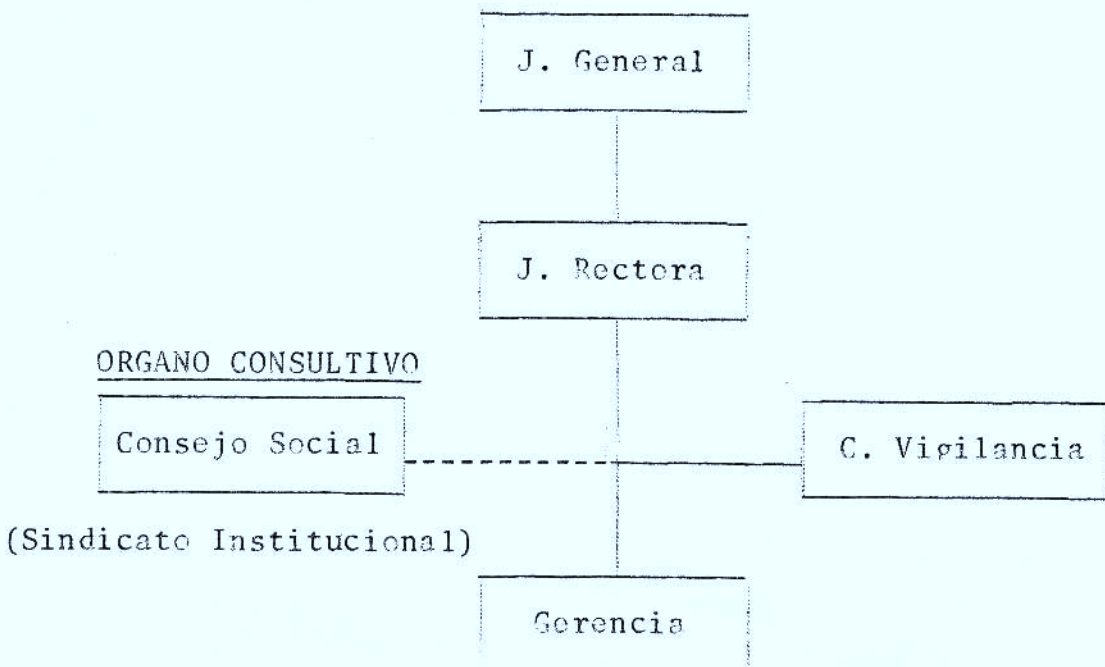 J. General
J. Rectora
ORGANO CONSULTIVO
Consejo Social
C. Vigilancia
(Sindicato Institucional)
Gerencia